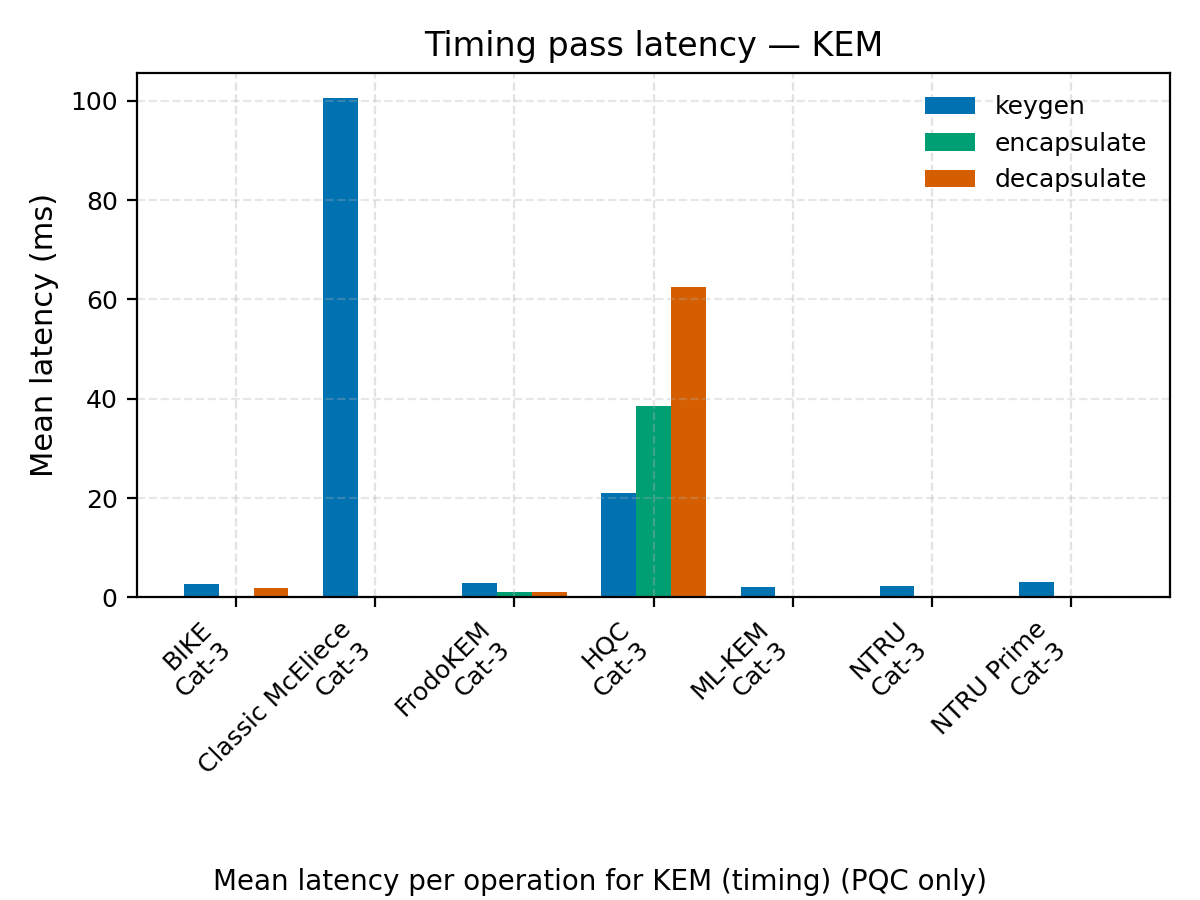 Timing pass latency — KEM
Mean latency (ms)
100
80
60
40
20
0
keygen
encapsulate
decapsulate
BIKE
Cat-3
Classic McEliece
Cat-3
FrodoKEM
Cat-3
HQC
Cat-3
ML-KEM
Cat-3
NTRU
Cat-3
NTRU Prime
Cat-3
Mean latency per operation for KEM (timing) (PQC only)